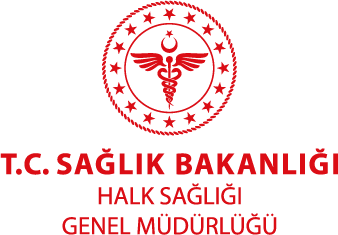 T.C. SAĞLIK BAKANLIĞI
HALK SAĞLIĞI
GENEL MÜDÜRLÜĞÜ